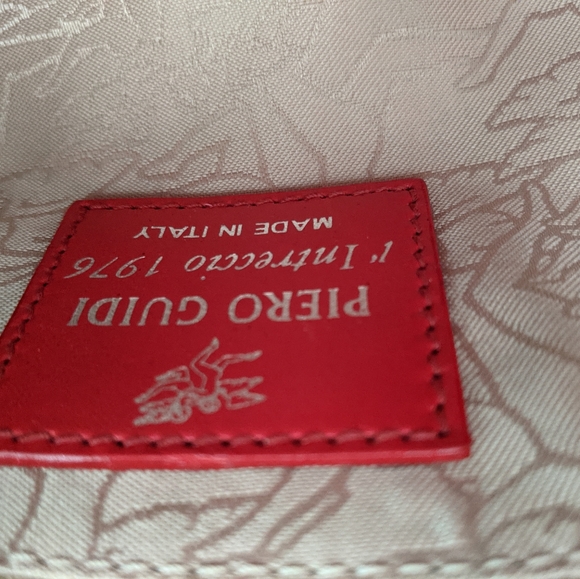 PIERO GUIDI
l'Intreccio 1976
MADE IN ITALY